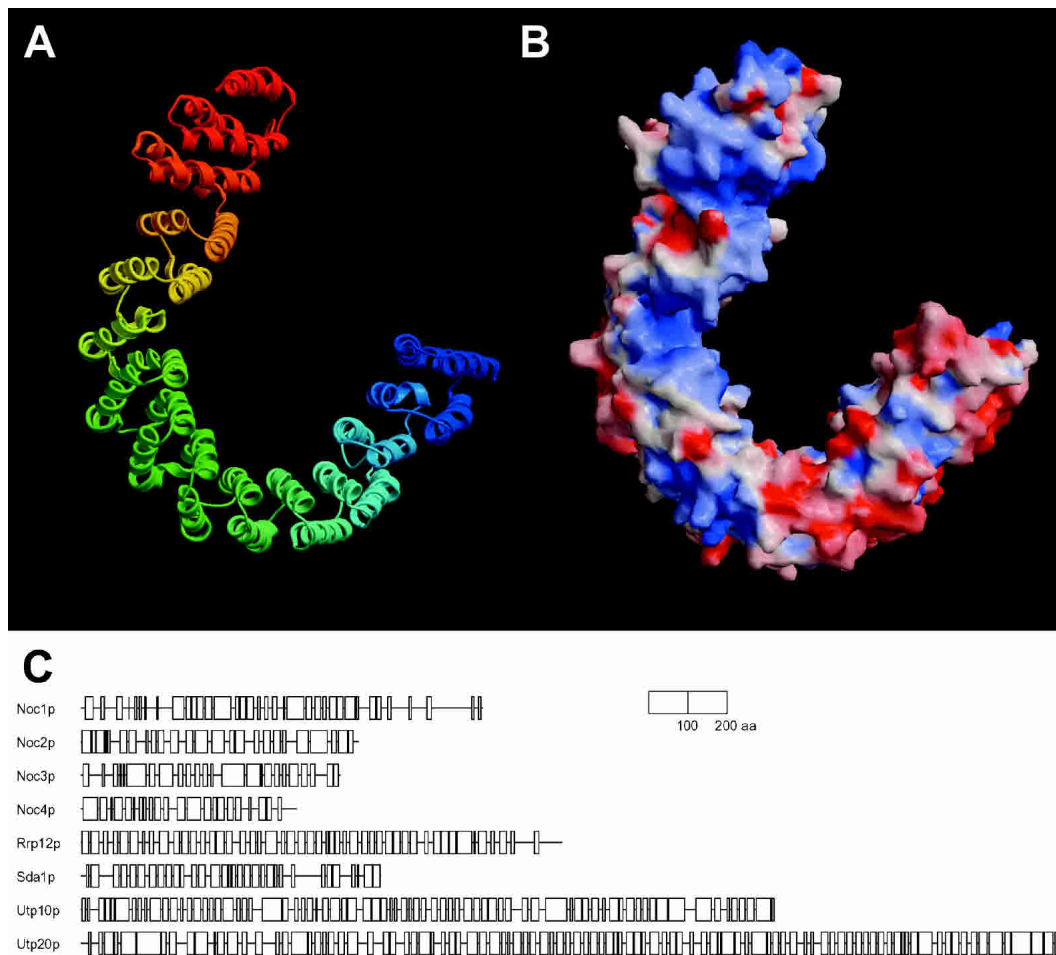 A
B
C
Noc1p
100 200 aa
Noc2p
Noc3p
Noc4p
Rrp12p
Sda1p
Utp10p
Utp20p